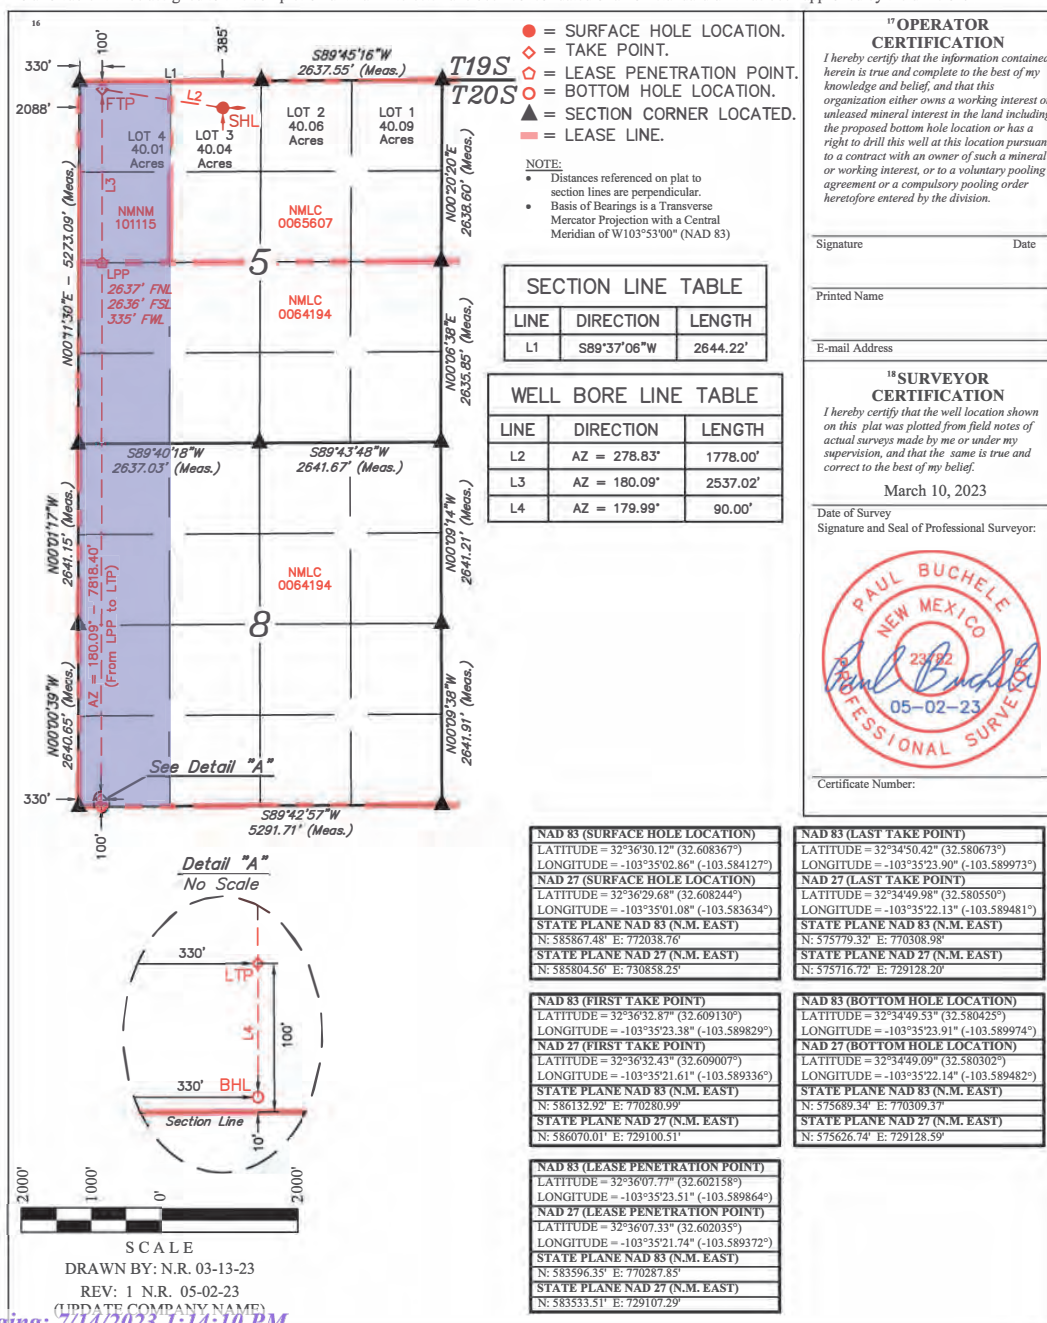 16
100'
385'
330'
2088'
S89°45'16"W
2637.55' (Meas.)
T19S
T20S
L1
L2
FTP
SHL
LOT 4
40.01
Acres
LOT 3
40.04
Acres
LOT 2
40.06
Acres
LOT 1
40.09
Acres
L3
N00°11'30"E - 5273.09' (Meas.)
NMNM
101115
NMLC
0065607
N00°20'20"E
2638.60' (Meas.)
5
LPP
2637' FNL
2636' FSL
335' FWL
NMLC
0064194
N00°06'38"E
2635.85' (Meas.)
S89°40'18"W
2637.03' (Meas.)
S89°43'48"W
2641.67' (Meas.)
N00°01'17"W
2641.15' (Meas.)
N00°09'14"W
2641.21' (Meas.)
AZ = 180.09° - 7818.40'
(From LPP to LTP)
NMLC
0064194
8
N00°00'39"W
2640.65' (Meas.)
N00°09'38"W
2641.91' (Meas.)
See Detail "A"
330'
100'
S89°42'57"W
5291.71' (Meas.)
= SURFACE HOLE LOCATION.
= TAKE POINT.
= LEASE PENETRATION POINT.
= BOTTOM HOLE LOCATION.
= SECTION CORNER LOCATED.
= LEASE LINE.
NOTE:
• Distances referenced on plat to
section lines are perpendicular.
• Basis of Bearings is a Transverse
Mercator Projection with a Central
Meridian of W103°53'00" (NAD 83)
SECTION LINE TABLE
LINE DIRECTION LENGTH
L1 S89°37'06"W 2644.22'
WELL BORE LINE TABLE
LINE DIRECTION LENGTH
L2 AZ = 278.83° 1778.00'
L3 AZ = 180.09° 2537.02'
L4 AZ = 179.99° 90.00'
17 OPERATOR
CERTIFICATION
I hereby certify that the information contained
herein is true and complete to the best of my
knowledge and belief, and that this
organization either owns a working interest or
unleased mineral interest in the land including
the proposed bottom hole location or has a
right to drill this well at this location pursuant
to a contract with an owner of such a mineral
or working interest, or to a voluntary pooling
agreement or a compulsory pooling order
heretofore entered by the division.
Signature Date
Printed Name
E-mail Address
18 SURVEYOR
CERTIFICATION
I hereby certify that the well location shown
on this plat was plotted from field notes of
actual surveys made by me or under my
supervision, and that the same is true and
correct to the best of my belief.
March 10, 2023
Date of Survey
Signature and Seal of Professional Surveyor:
PAUL BUCHELE
NEW MEXICO
23782
Paul Buchele
05-02-23
PROFESSIONAL SURVEYOR
Certificate Number:
Detail "A"
No Scale
330'
LTP
L4
100'
330'
BHL
Section Line
10'
2000'
1000'
0'
2000'
SCALE
DRAWN BY: N.R. 03-13-23
REV: 1 N.R. 05-02-23
(UPDATE COMPANY NAME)
ging: 7/14/2023 1:14:10 PM
NAD 83 (SURFACE HOLE LOCATION)
LATITUDE = 32°36'30.12" (32.608367°)
LONGITUDE = -103°35'02.86" (-103.584127°)
NAD 27 (SURFACE HOLE LOCATION)
LATITUDE = 32°36'29.68" (32.608244°)
LONGITUDE = -103°35'01.08" (-103.583634°)
STATE PLANE NAD 83 (N.M. EAST)
N: 585867.48' E: 772038.76'
STATE PLANE NAD 27 (N.M. EAST)
N: 585804.56' E: 730858.25'
NAD 83 (LAST TAKE POINT)
LATITUDE = 32°34'50.42" (32.580673°)
LONGITUDE = -103°35'23.90" (-103.589973°)
NAD 27 (LAST TAKE POINT)
LATITUDE = 32°34'49.98" (32.580550°)
LONGITUDE = -103°35'22.13" (-103.589481°)
STATE PLANE NAD 83 (N.M. EAST)
N: 575779.32' E: 770308.98'
STATE PLANE NAD 27 (N.M. EAST)
N: 575716.72' E: 729128.20'
NAD 83 (FIRST TAKE POINT)
LATITUDE = 32°36'32.87" (32.609130°)
LONGITUDE = -103°35'23.38" (-103.589829°)
NAD 27 (FIRST TAKE POINT)
LATITUDE = 32°36'32.43" (32.609007°)
LONGITUDE = -103°35'21.61" (-103.589336°)
STATE PLANE NAD 83 (N.M. EAST)
N: 586132.92' E: 770280.99'
STATE PLANE NAD 27 (N.M. EAST)
N: 586070.01' E: 729100.51'
NAD 83 (BOTTOM HOLE LOCATION)
LATITUDE = 32°34'49.53" (32.580425°)
LONGITUDE = -103°35'23.91" (-103.589974°)
NAD 27 (BOTTOM HOLE LOCATION)
LATITUDE = 32°34'49.09" (32.580302°)
LONGITUDE = -103°35'22.14" (-103.589482°)
STATE PLANE NAD 83 (N.M. EAST)
N: 575689.34' E: 770309.37'
STATE PLANE NAD 27 (N.M. EAST)
N: 575626.74' E: 729128.59'
NAD 83 (LEASE PENETRATION POINT)
LATITUDE = 32°36'07.77" (32.602158°)
LONGITUDE = -103°35'23.51" (-103.589864°)
NAD 27 (LEASE PENETRATION POINT)
LATITUDE = 32°36'07.33" (32.602035°)
LONGITUDE = -103°35'21.74" (-103.589372°)
STATE PLANE NAD 83 (N.M. EAST)
N: 583596.35' E: 770287.85'
STATE PLANE NAD 27 (N.M. EAST)
N: 583533.51' E: 729107.29'